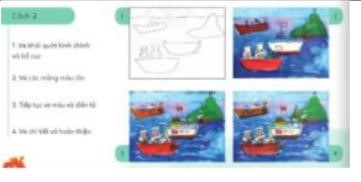 Cách 2
1. Vẽ khái quát hình chính
và bố cục
2. Vẽ các mảng màu lớn
3. Tiếp tục vẽ màu và diễn tả
4. Vẽ chi tiết và hoàn thiện
1
2
3
4